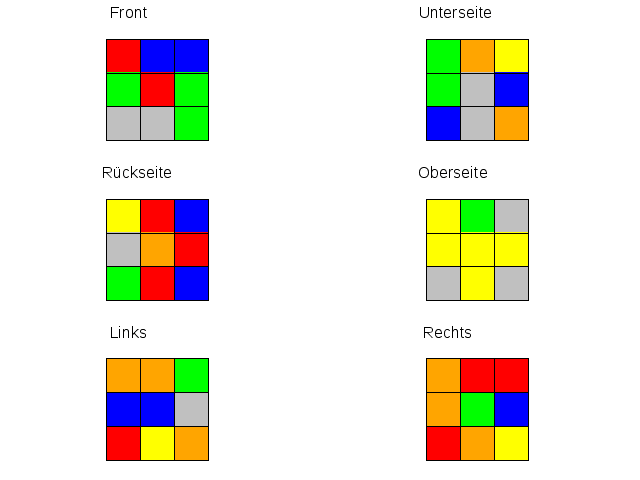 Front
Unterseite
Rückseite
Oberseite
Links
Rechts